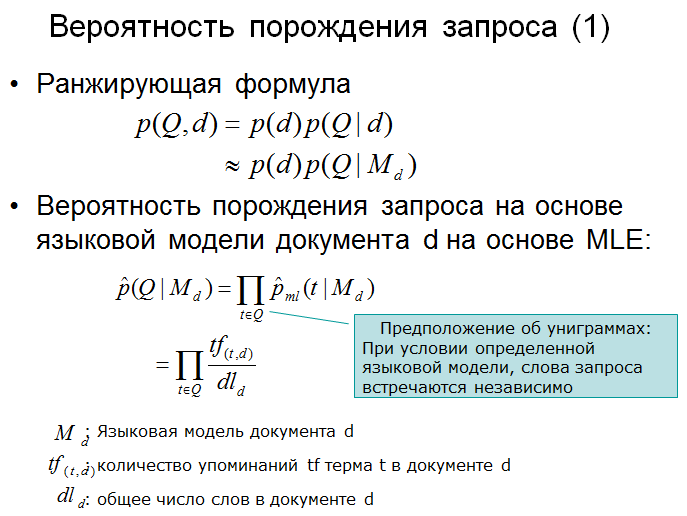 Вероятность порождения запроса (1)
• Ранжирующая формула
p(Q, d) = p(d) p(Q | d)
≈ p(d) p(Q | M_d)
• Вероятность порождения запроса на основе
языковой модели документа d на основе MLE:
p̂(Q | M_d) = ∏_{t∈Q} p̂_{ml}(t | M_d)
= ∏_{t∈Q} tf_{(t,d)} / dl_d
Предположение об униграммах:
При условии определенной
языковой модели, слова запроса
встречаются независимо
M_d : Языковая модель документа d
tf_{(t,d)} : количество упоминаний tf терма t в документе d
dl_d : общее число слов в документе d